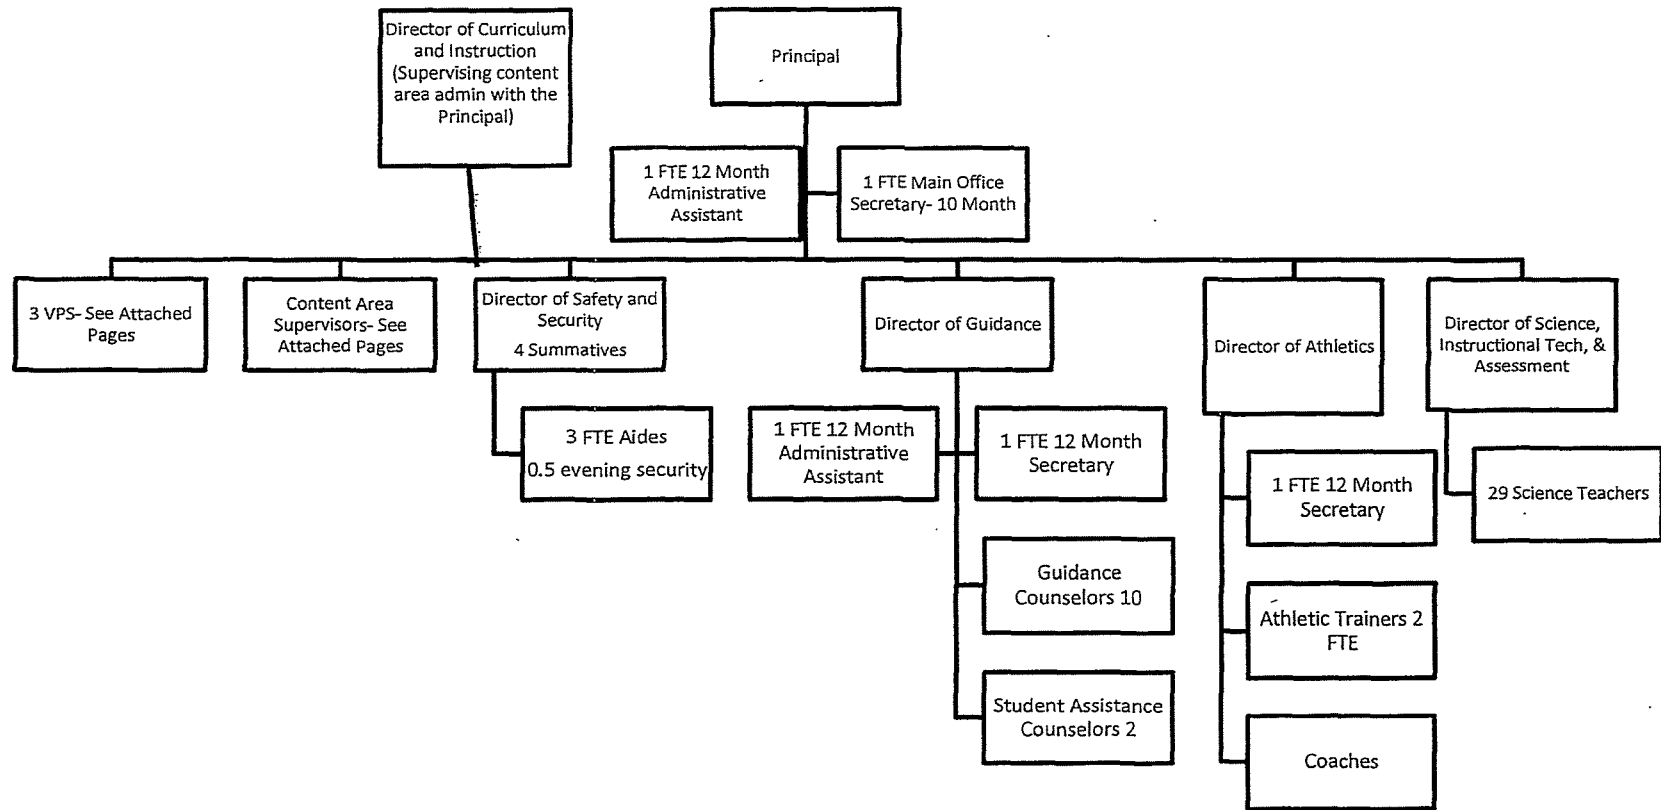 Director of Curriculum
and Instruction
(Supervising content
area admin with the
Principal)
Principal
1 FTE 12 Month
Administrative
Assistant
1 FTE Main Office
Secretary- 10 Month
3 VPS- See Attached
Pages
Content Area
Supervisors- See
Attached Pages
Director of Safety and
Security
4 Summatives
Director of Guidance
Director of Athletics
Director of Science,
Instructional Tech, &
Assessment
3 FTE Aides
0.5 evening security
1 FTE 12 Month
Administrative
Assistant
1 FTE 12 Month
Secretary
Guidance
Counselors 10
Student Assistance
Counselors 2
1 FTE 12 Month
Secretary
Athletic Trainers 2
FTE
Coaches
29 Science Teachers